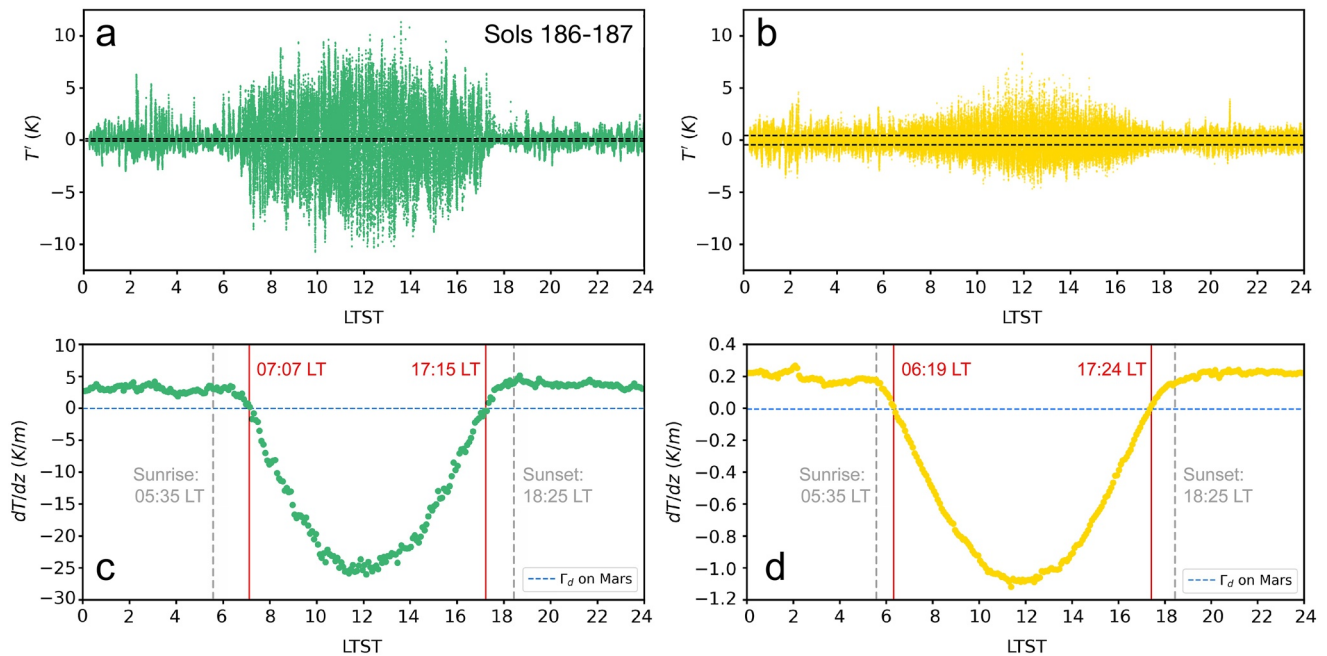 a
Sols 186-187
10
5
0
−5
−10
T′ (K)
0 2 4 6 8 10 12 14 16 18 20 22 24
LTST
b
10
5
0
−5
−10
T′ (K)
0 2 4 6 8 10 12 14 16 18 20 22 24
LTST
10
5
0
−5
−10
−15
−20
−25
−30
dT/dz (K/m)
07:07 LT
17:15 LT
Sunrise:
05:35 LT
Sunset:
18:25 LT
c
Γd on Mars
0 2 4 6 8 10 12 14 16 18 20 22 24
LTST
0.4
0.2
0.0
−0.2
−0.4
−0.6
−0.8
−1.0
−1.2
dT/dz (K/m)
06:19 LT
17:24 LT
Sunrise:
05:35 LT
Sunset:
18:25 LT
d
Γd on Mars
0 2 4 6 8 10 12 14 16 18 20 22 24
LTST